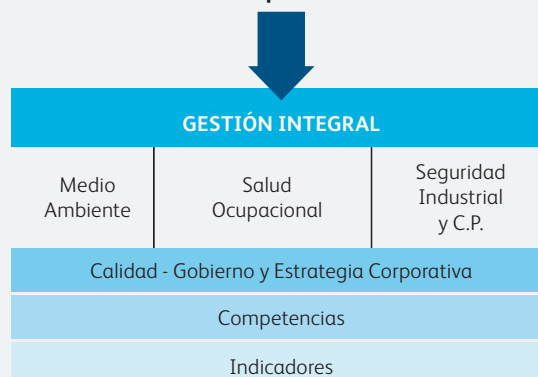 GESTIÓN INTEGRAL
Medio
Ambiente
Salud
Ocupacional
Seguridad
Industrial
y C.P.
Calidad - Gobierno y Estrategia Corporativa
Competencias
Indicadores